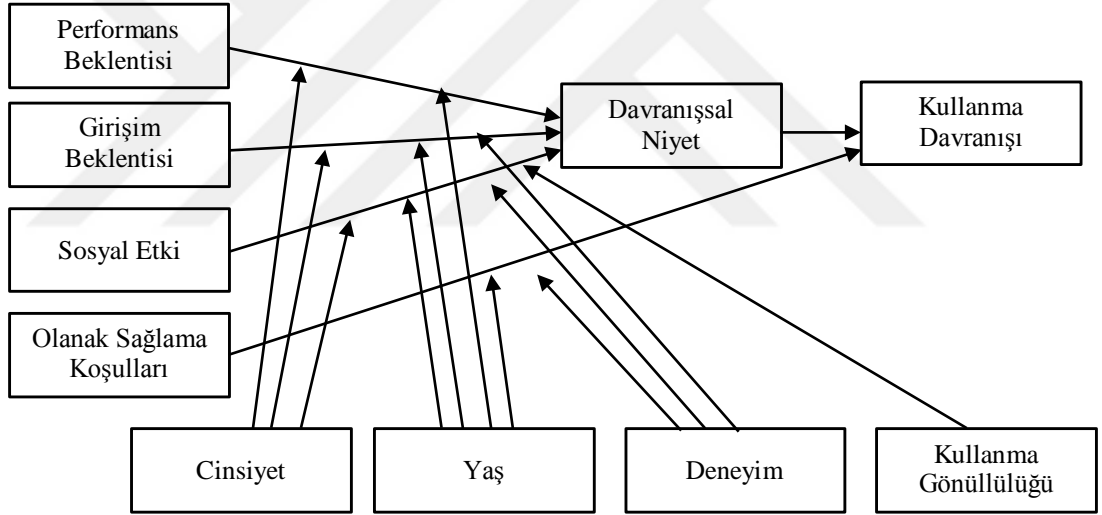 Performans
Beklentisi
Girişim
Beklentisi
Sosyal Etki
Olanak Sağlama
Koşulları
Davranışsal
Niyet
Kullanma
Davranışı
Cinsiyet
Yaş
Deneyim
Kullanma
Gönüllülüğü